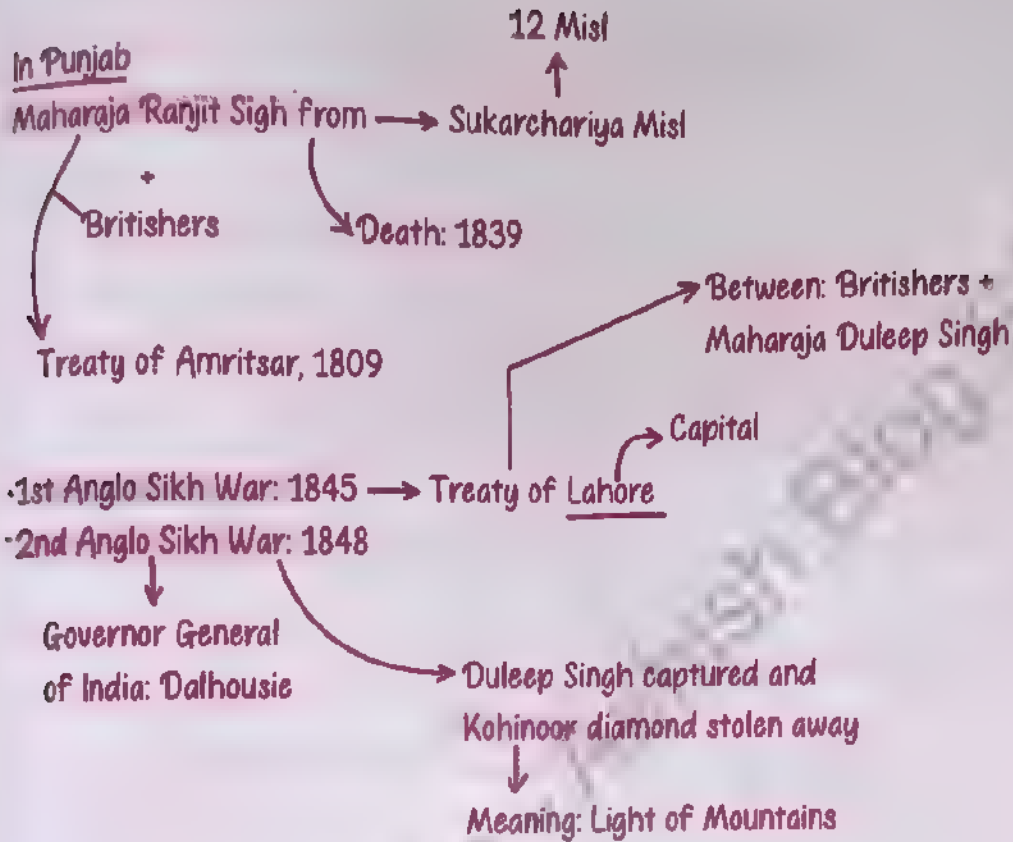 12 Misl
In Punjab
Maharaja Ranjit Sigh from → Sukarchariya Misl
+
Britishers
Death: 1839
Between: Britishers +
Maharaja Duleep Singh
Treaty of Amritsar, 1809
Capital
·1st Anglo Sikh War: 1845 → Treaty of Lahore
·2nd Anglo Sikh War: 1848
Governor General
of India: Dalhousie
Duleep Singh captured and
Kohinoor diamond stolen away
Meaning: Light of Mountains
Blog